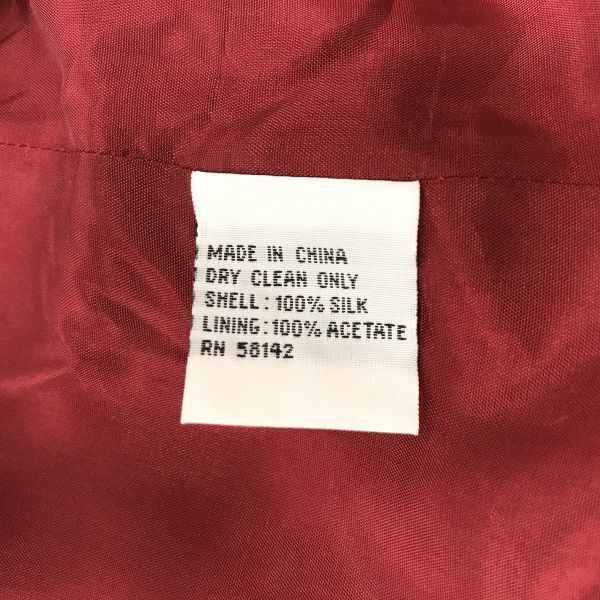 MADE IN CHINA
DRY CLEAN ONLY
SHELL: 100% SILK
LINING: 100% ACETATE
RN 58142